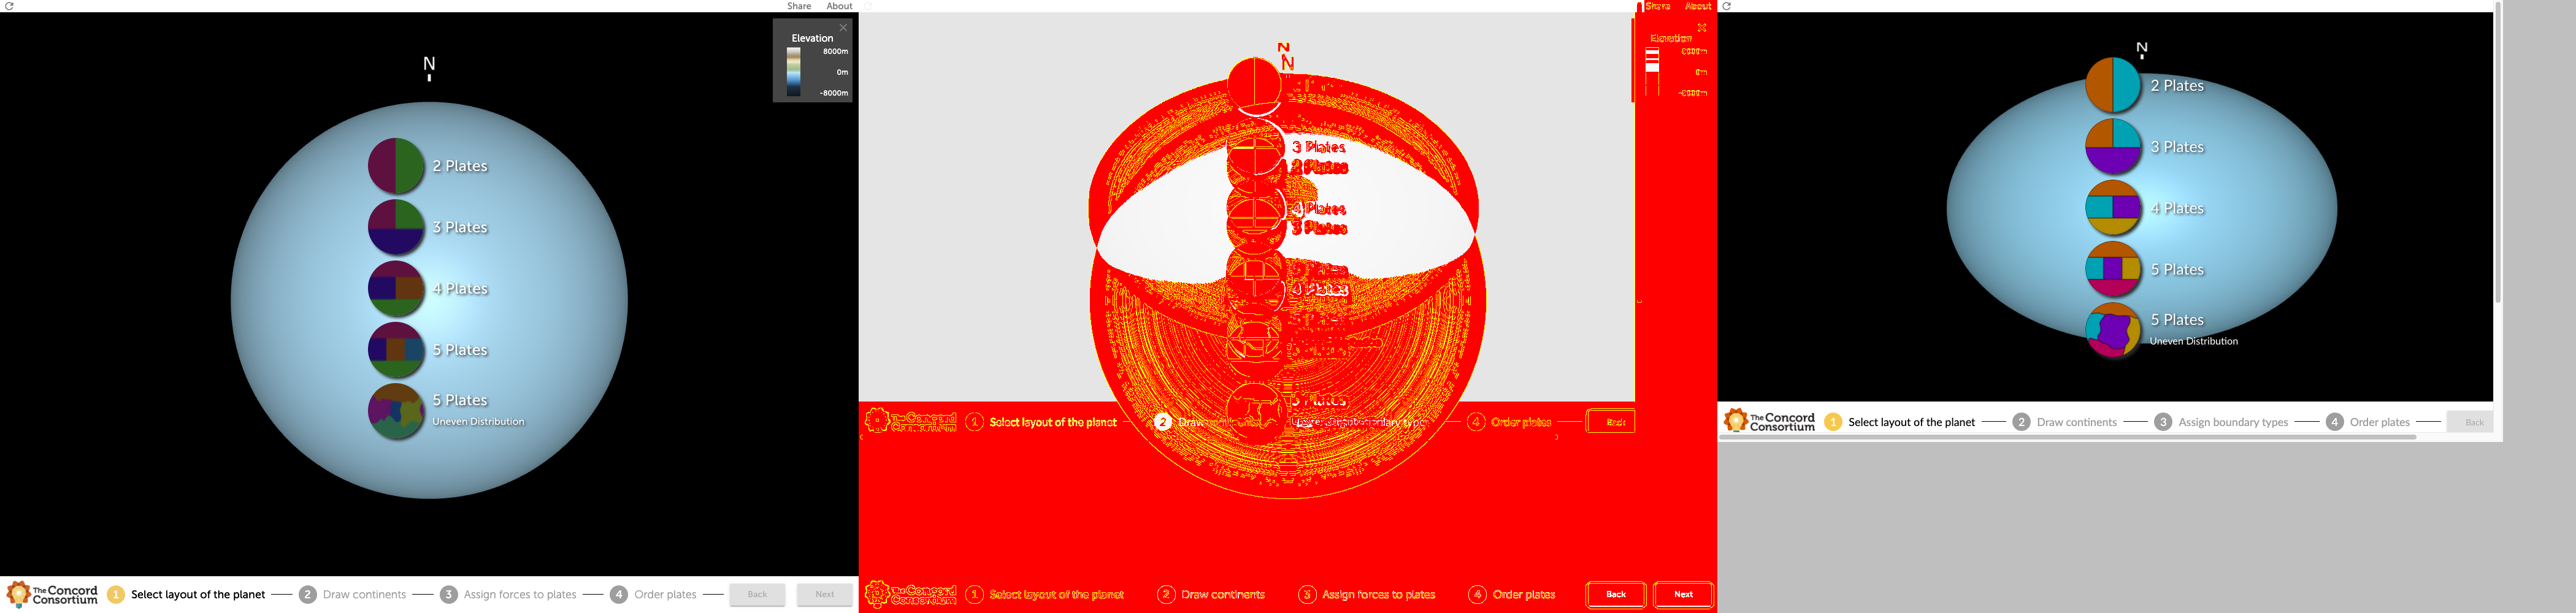 Share About
Elevation
8000m
0m
-8000m
N
2 Plates
3 Plates
4 Plates
5 Plates
5 Plates
Uneven Distribution
The Concord Consortium 1 Select layout of the planet 2 Draw continents 3 Assign forces to plates 4 Order plates Back Next
Share About
Elevation
0m
N
N
3 Plates
4 Plates
3 Plates
4 Plates
The Concord Consortium 1 Select layout of the planet 2 Draw 4 Order plates Back
The Concord Consortium 1 Select layout of the planet 2 Draw continents 3 Assign forces to plates 4 Order plates Back Next
N
2 Plates
3 Plates
4 Plates
5 Plates
5 Plates
Uneven Distribution
The Concord Consortium 1 Select layout of the planet 2 Draw continents 3 Assign boundary types 4 Order plates Back